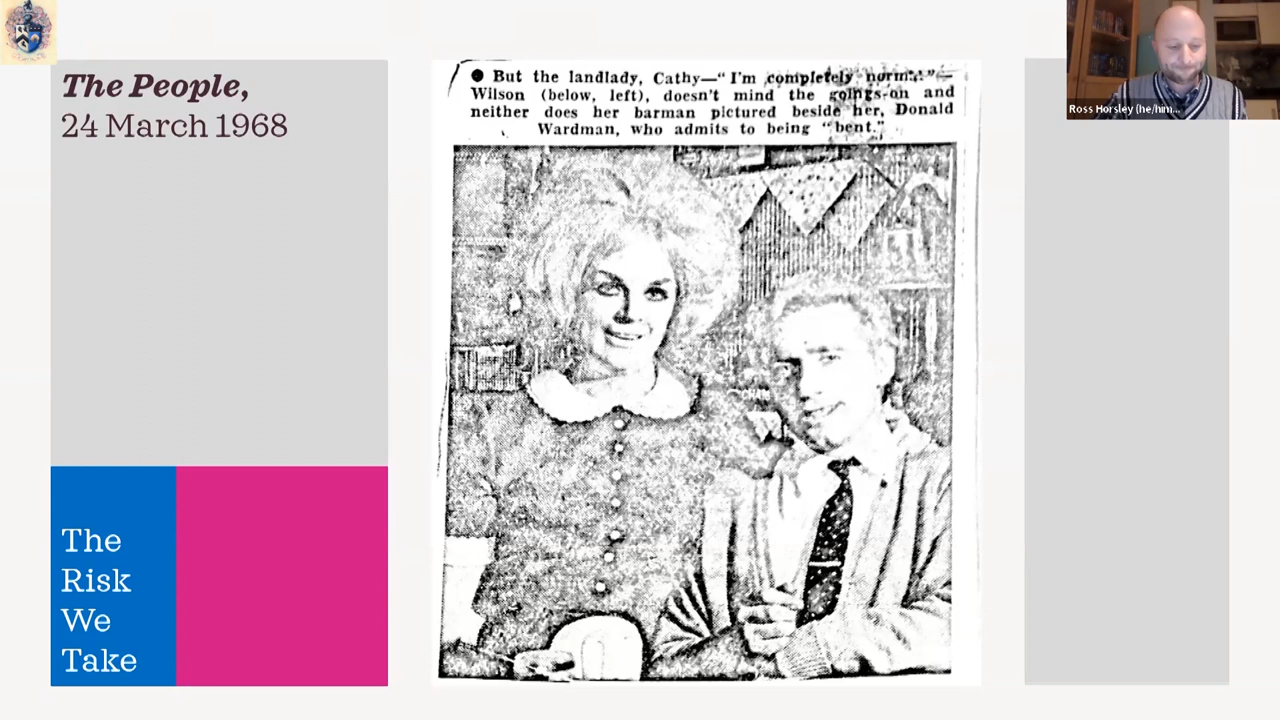 The People,
24 March 1968
● But the landlady, Cathy—“I’m completely normal”—
Wilson (below, left), doesn’t mind the goings-on and
neither does her barman pictured beside her, Donald
Wardman, who admits to being “bent.”
Ross Horsley (he/him...
The
Risk
We
Take